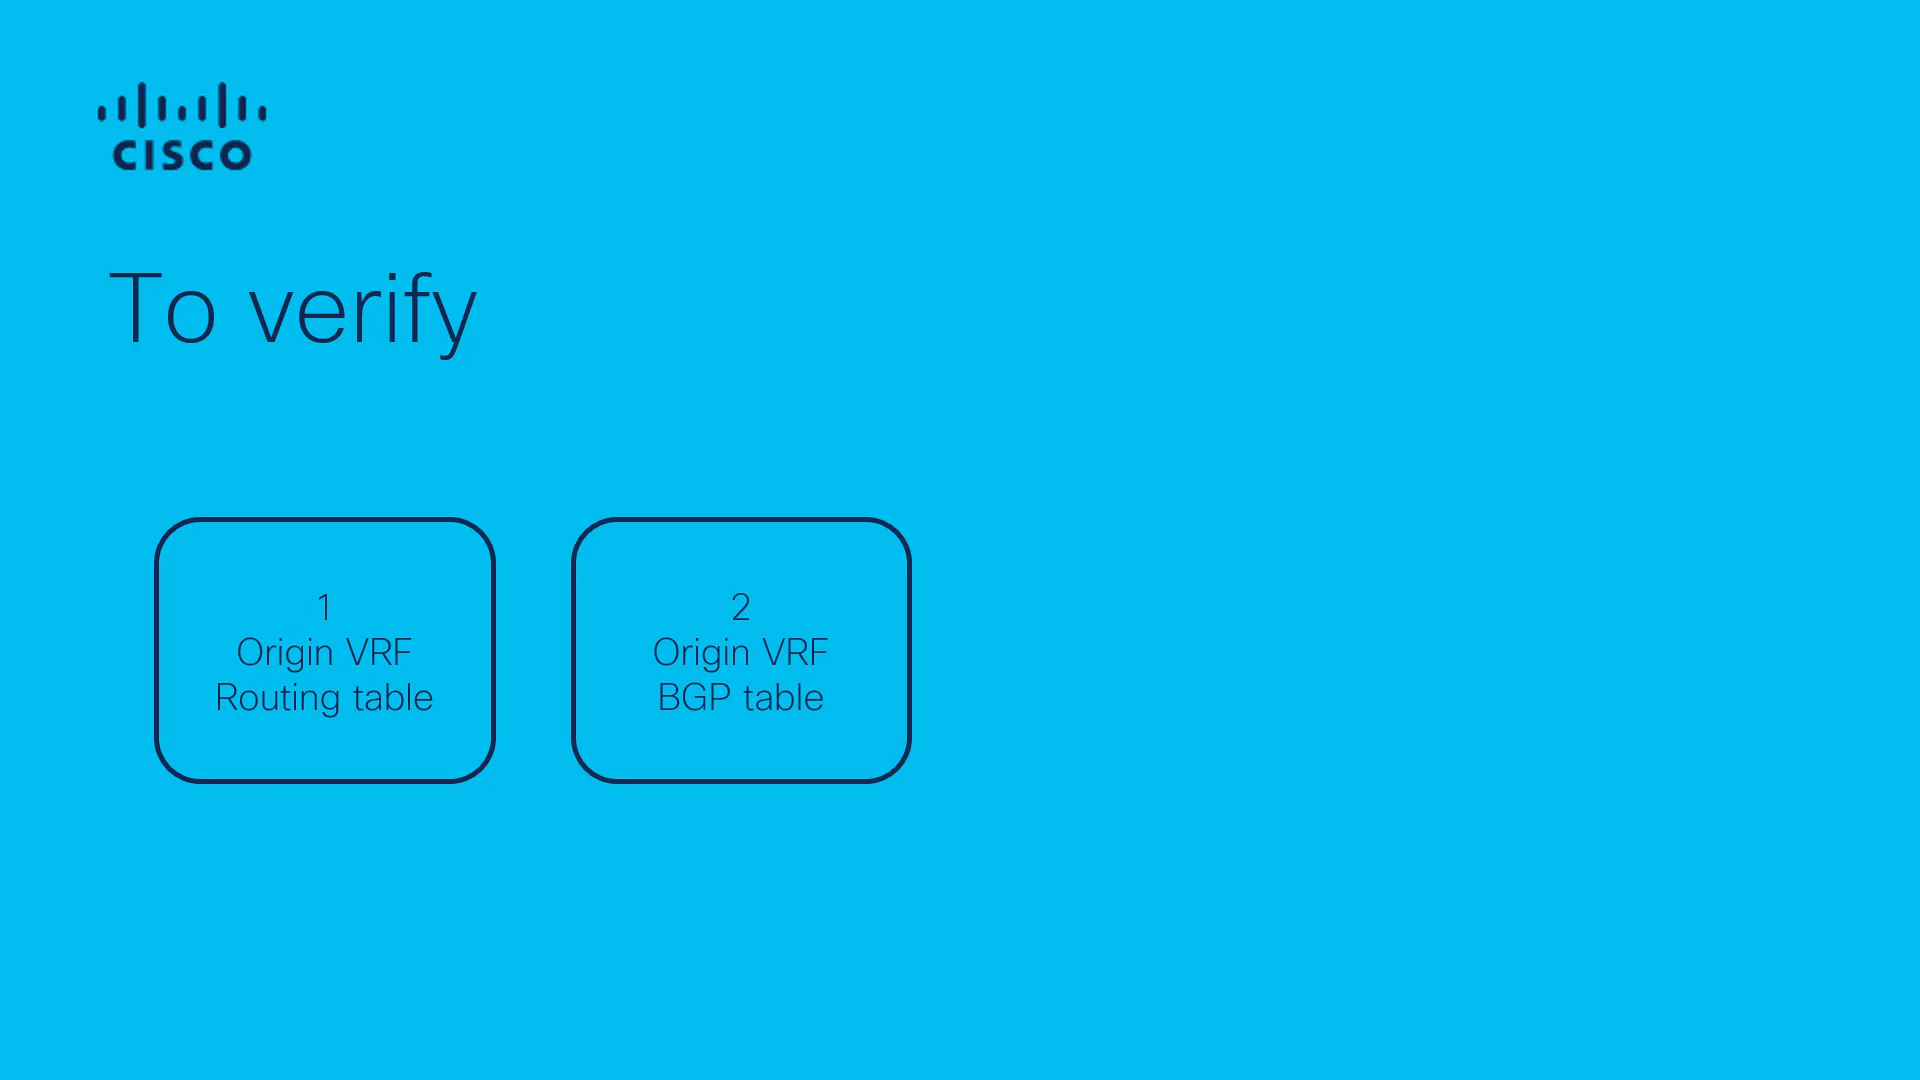 CISCO
To verify
1
Origin VRF
Routing table
2
Origin VRF
BGP table